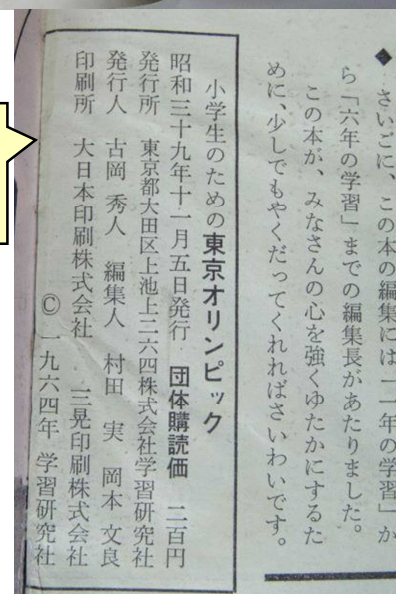 ◆ さいごに、この本の編集には「一年の学習」か
ら「六年の学習」までの編集長があたりました。
この本が、みなさんの心を強くゆたかにするた
めに、少しでもやくだってくれればさいわいです。
小学生のための東京オリンピック
昭和三十九年十一月五日発行 団体購読価 二百円
発行所 東京都大田区上池上二六四株式会社学習研究社
発行人 古岡 秀人 編集人 村田 実 岡本 文良
印刷所 大日本印刷株式会社 三晃印刷株式会社
© 一九六四年 学習研究社